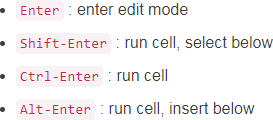 Enter : enter edit mode
Shift-Enter : run cell, select below
Ctrl-Enter : run cell
Alt-Enter : run cell, insert below